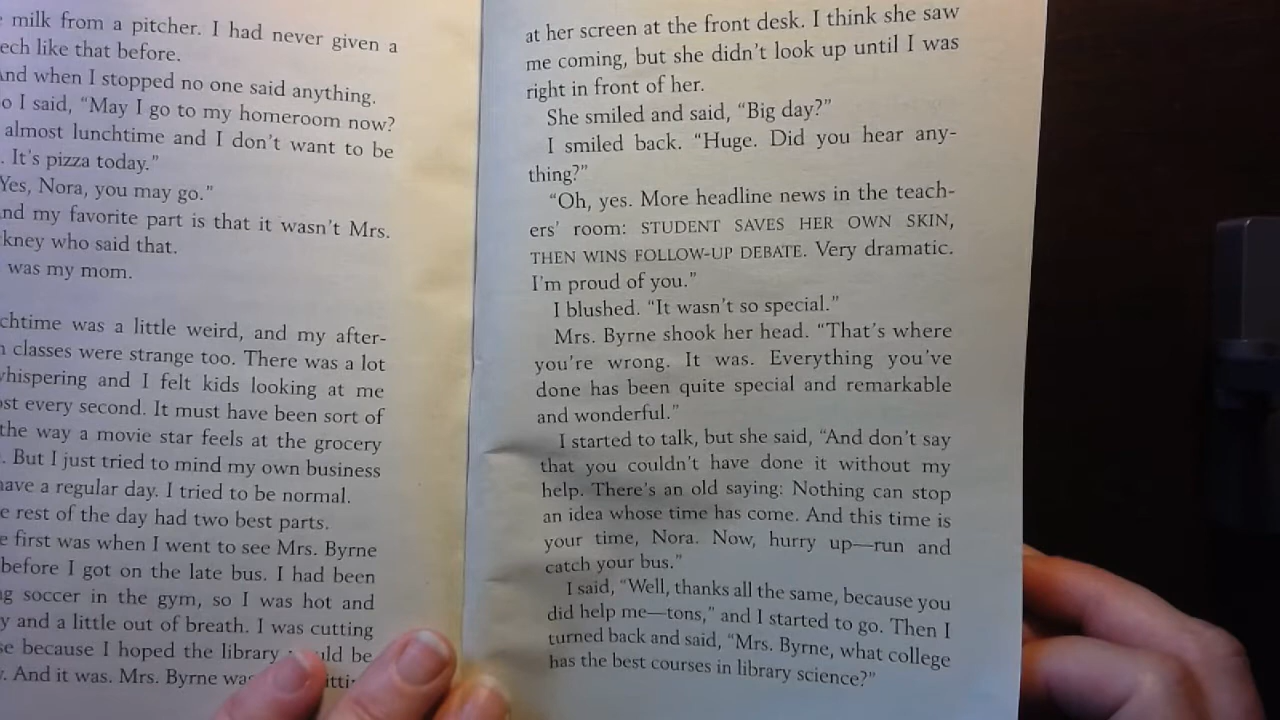 milk from a pitcher. I had never given a
ech like that before.
And when I stopped no one said anything.
o I said, “May I go to my homeroom now?
almost lunchtime and I don’t want to be
. It’s pizza today.”
Yes, Nora, you may go.”
nd my favorite part is that it wasn’t Mrs.
kney who said that.
was my mom.
chtime was a little weird, and my after-
classes were strange too. There was a lot
whispering and I felt kids looking at me
ost every second. It must have been sort of
the way a movie star feels at the grocery
. But I just tried to mind my own business
have a regular day. I tried to be normal.
e rest of the day had two best parts.
e first was when I went to see Mrs. Byrne
before I got on the late bus. I had been
ng soccer in the gym, so I was hot and
y and a little out of breath. I was cutting
se because I hoped the library be
. And it was. Mrs. Byrne was
at her screen at the front desk. I think she saw
me coming, but she didn’t look up until I was
right in front of her.
She smiled and said, “Big day?”
I smiled back. “Huge. Did you hear any-
thing?”
“Oh, yes. More headline news in the teach-
ers’ room: STUDENT SAVES HER OWN SKIN,
THEN WINS FOLLOW-UP DEBATE. Very dramatic.
I’m proud of you.”
I blushed. “It wasn’t so special.”
Mrs. Byrne shook her head. “That’s where
you’re wrong. It was. Everything you’ve
done has been quite special and remarkable
and wonderful.”
I started to talk, but she said, “And don’t say
that you couldn’t have done it without my
help. There’s an old saying: Nothing can stop
an idea whose time has come. And this time is
your time, Nora. Now, hurry up—run and
catch your bus.”
I said, “Well, thanks all the same, because you
did help me—tons,” and I started to go. Then I
turned back and said, “Mrs. Byrne, what college
has the best courses in library science?”